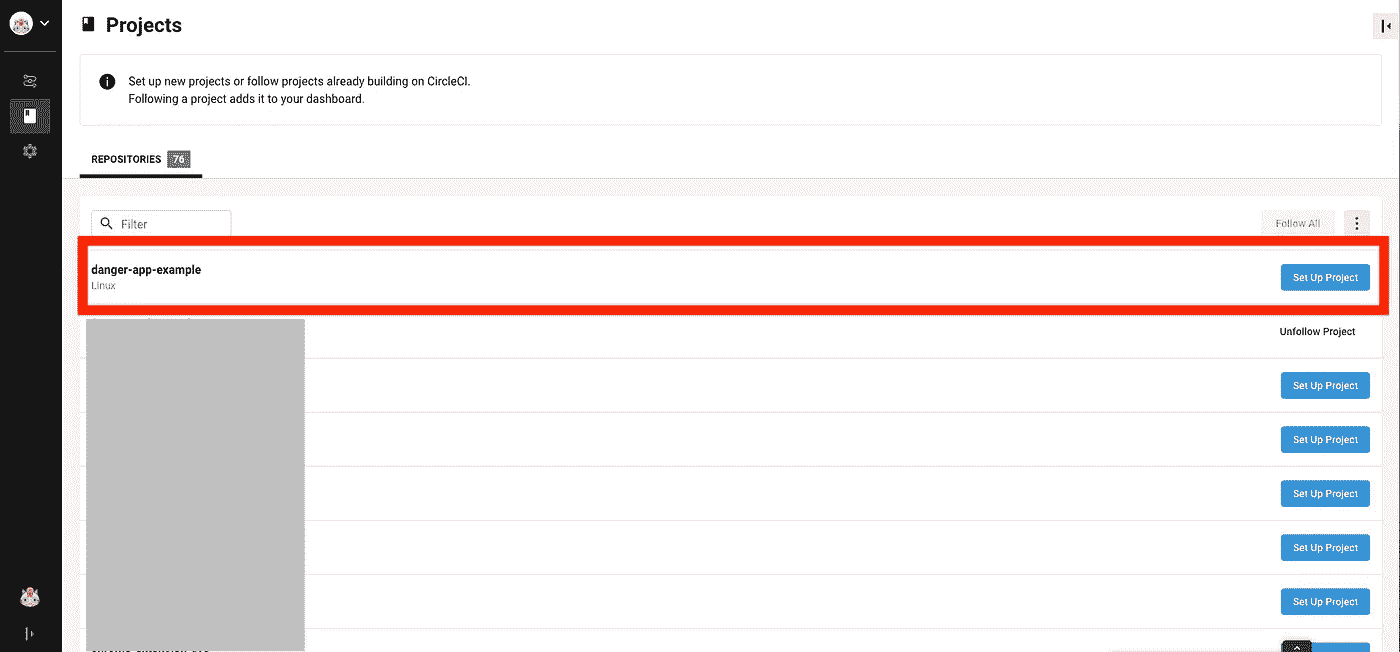 Projects
Set up new projects or follow projects already building on CircleCI.
Following a project adds it to your dashboard.
REPOSITORIES 76
Filter
Follow All
danger-app-example
Linux
Set Up Project
Unfollow Project
Set Up Project
Set Up Project
Set Up Project
Set Up Project
Set Up Project